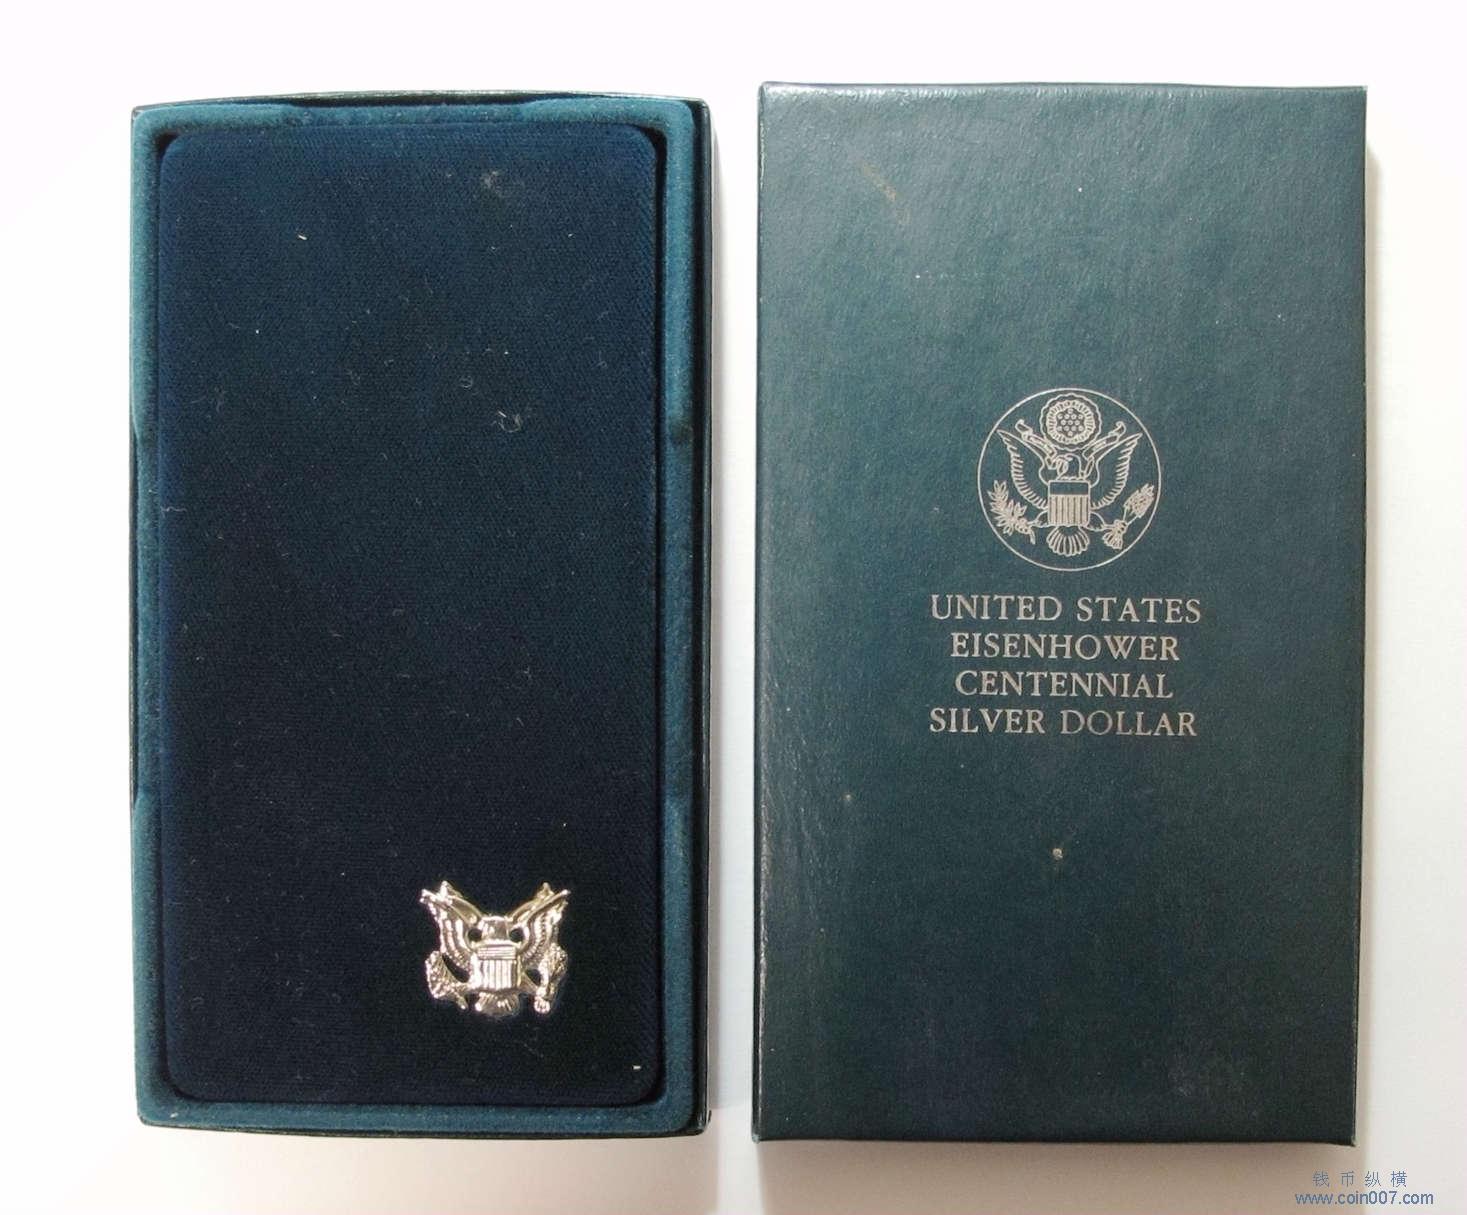 UNITED STATES
EISENHOWER
CENTENNIAL
SILVER DOLLAR
钱币纵横
www.coin007.com